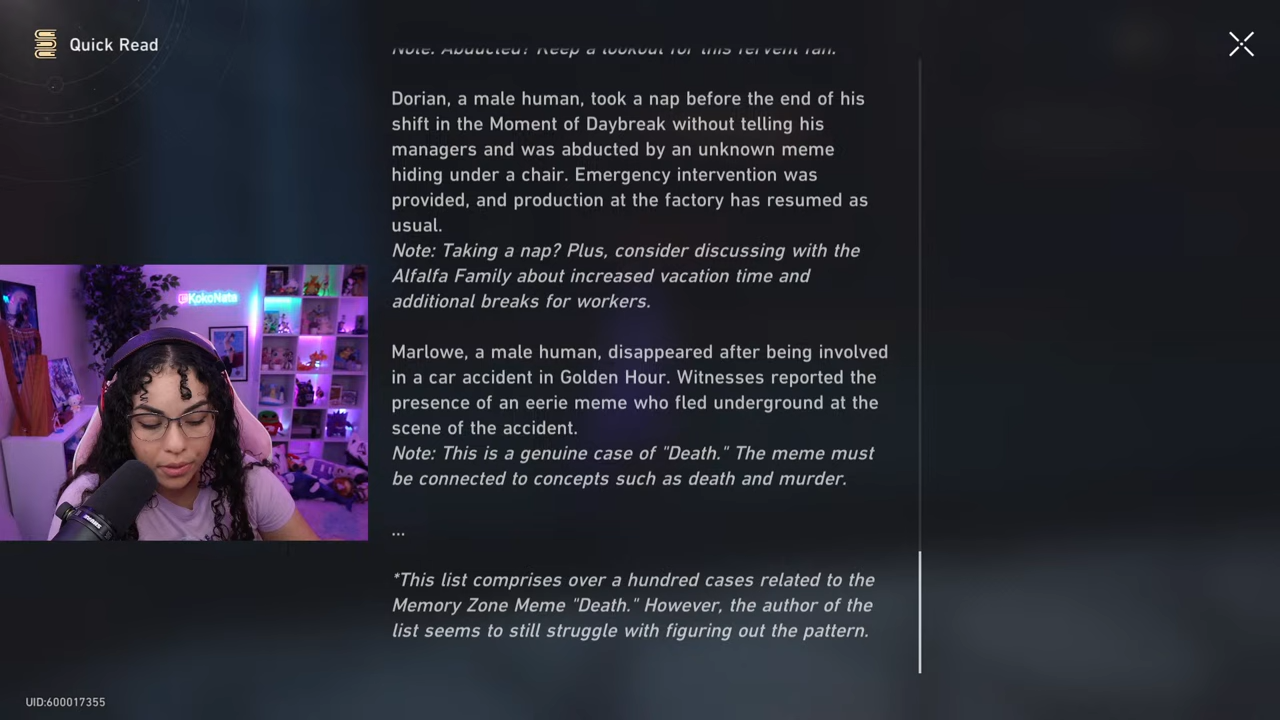 Quick Read
Note: Abducted? Keep a lookout for this fervent fan.
Dorian, a male human, took a nap before the end of his
shift in the Moment of Daybreak without telling his
managers and was abducted by an unknown meme
hiding under a chair. Emergency intervention was
provided, and production at the factory has resumed as
usual.
Note: Taking a nap? Plus, consider discussing with the
Alfalfa Family about increased vacation time and
additional breaks for workers.
@KokoNata
Marlowe, a male human, disappeared after being involved
in a car accident in Golden Hour. Witnesses reported the
presence of an eerie meme who fled underground at the
scene of the accident.
Note: This is a genuine case of "Death." The meme must
be connected to concepts such as death and murder.
...
*This list comprises over a hundred cases related to the
Memory Zone Meme "Death." However, the author of the
list seems to still struggle with figuring out the pattern.
UID:600017355